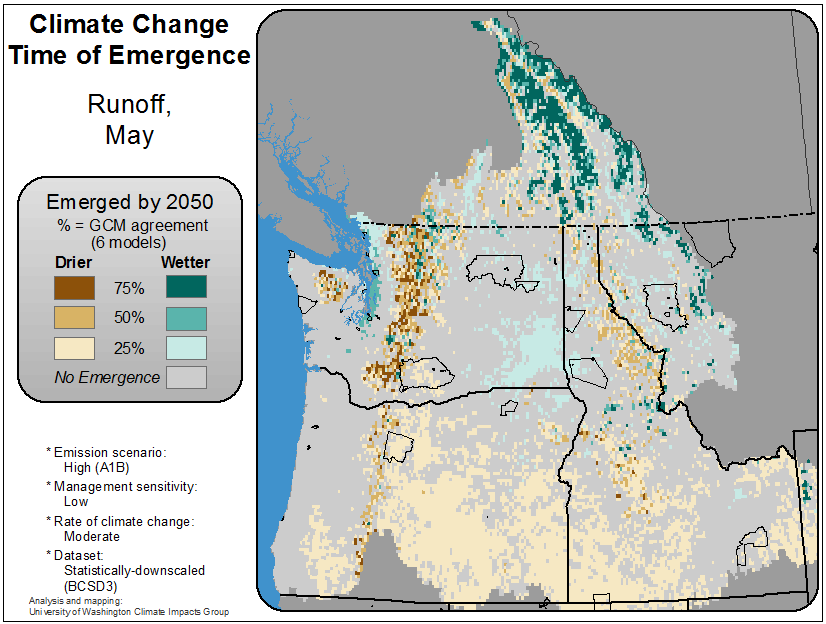 Climate Change
Time of Emergence
Runoff,
May
Emerged by 2050
% = GCM agreement
(6 models)
Drier Wetter
75%
50%
25%
No Emergence
* Emission scenario:
High (A1B)
* Management sensitivity:
Low
* Rate of climate change:
Moderate
* Dataset:
Statistically-downscaled
(BCSD3)
Analysis and mapping:
University of Washington Climate Impacts Group